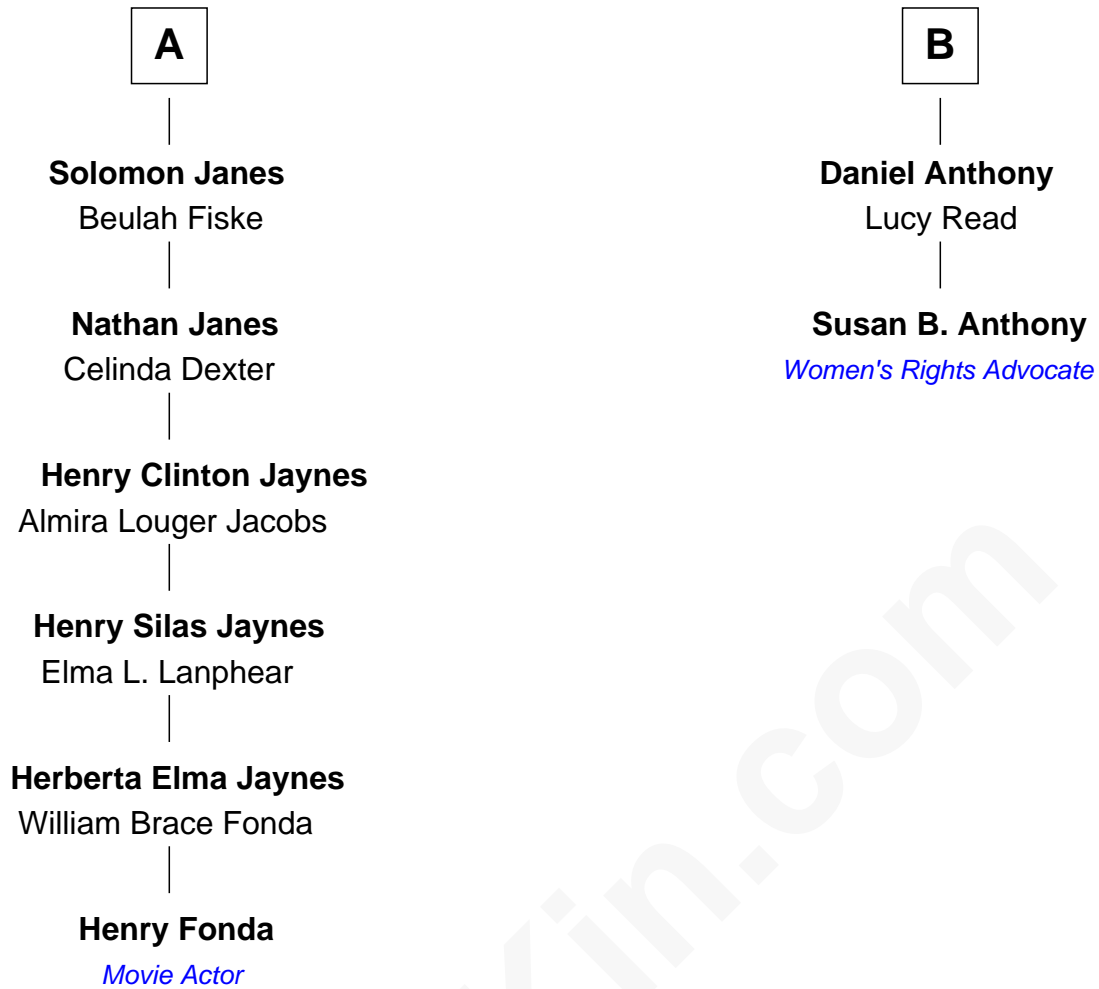 A
Solomon Janes
Beulah Fiske
Nathan Janes
Celinda Dexter
Henry Clinton Jaynes
Almira Louger Jacobs
Henry Silas Jaynes
Elma L. Lanphear
Herberta Elma Jaynes
William Brace Fonda
Henry Fonda
Movie Actor
B
Daniel Anthony
Lucy Read
Susan B. Anthony
Women's Rights Advocate
Kin.com